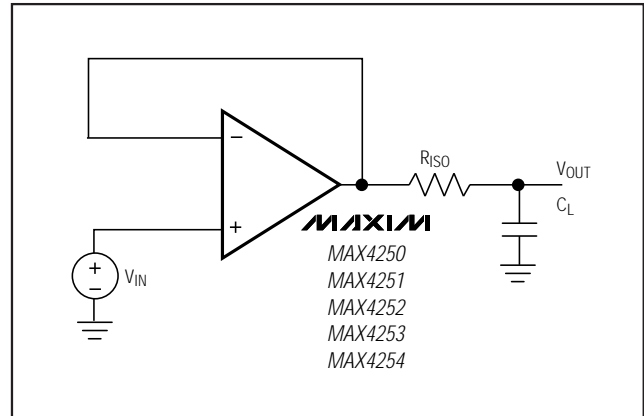 −
+
RISO
VOUT
CL
+
−
VIN
MAXIM
MAX4250
MAX4251
MAX4252
MAX4253
MAX4254